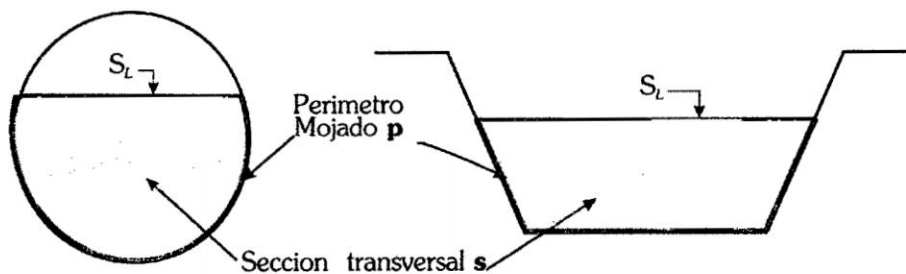 S_L
S_L
Perimetro
Mojado p
Seccion transversal s